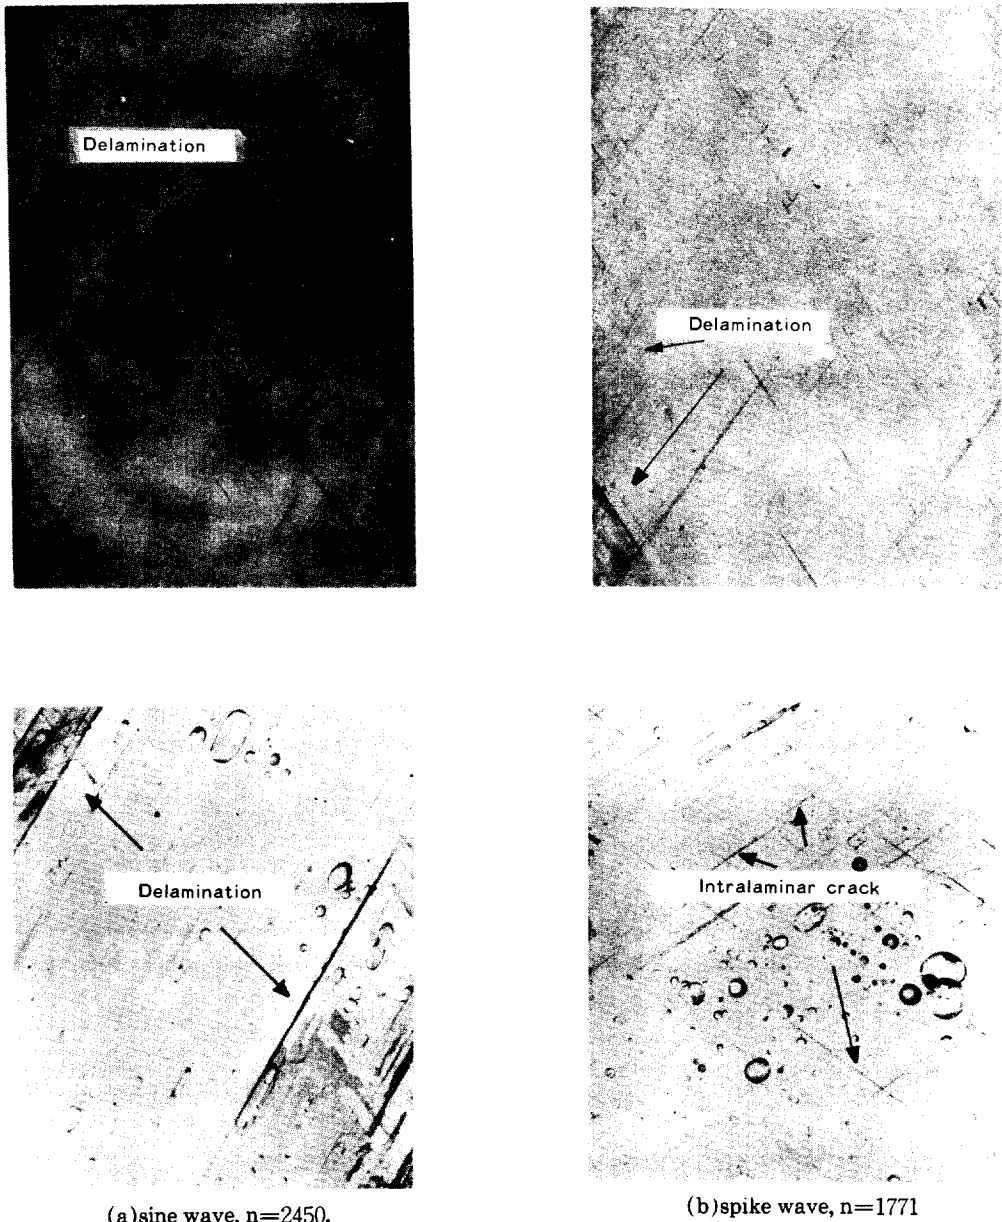 Delamination
Delamination
Delamination
Intralaminar crack
(a)sine wave, n=2450.
(b)spike wave, n=1771